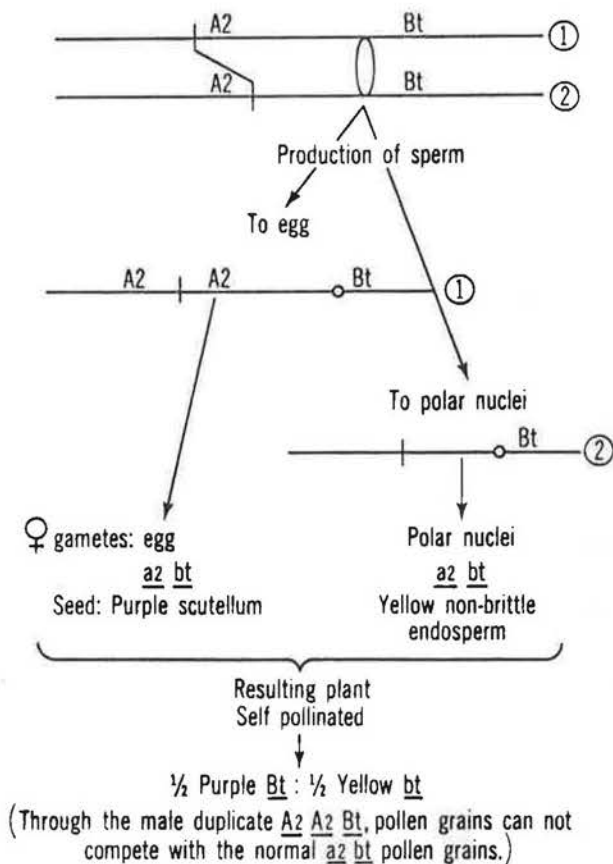 A2 Bt ①
A2 Bt ②
Production of sperm
To egg
A2 A2 Bt ①
To polar nuclei
Bt ②
♀ gametes: egg
a2 bt
Seed: Purple scutellum
Polar nuclei
a2 bt
Yellow non-brittle
endosperm
Resulting plant
Self pollinated
½ Purple Bt : ½ Yellow bt
(Through the male duplicate A2 A2 Bt, pollen grains can not
compete with the normal a2 bt pollen grains.)